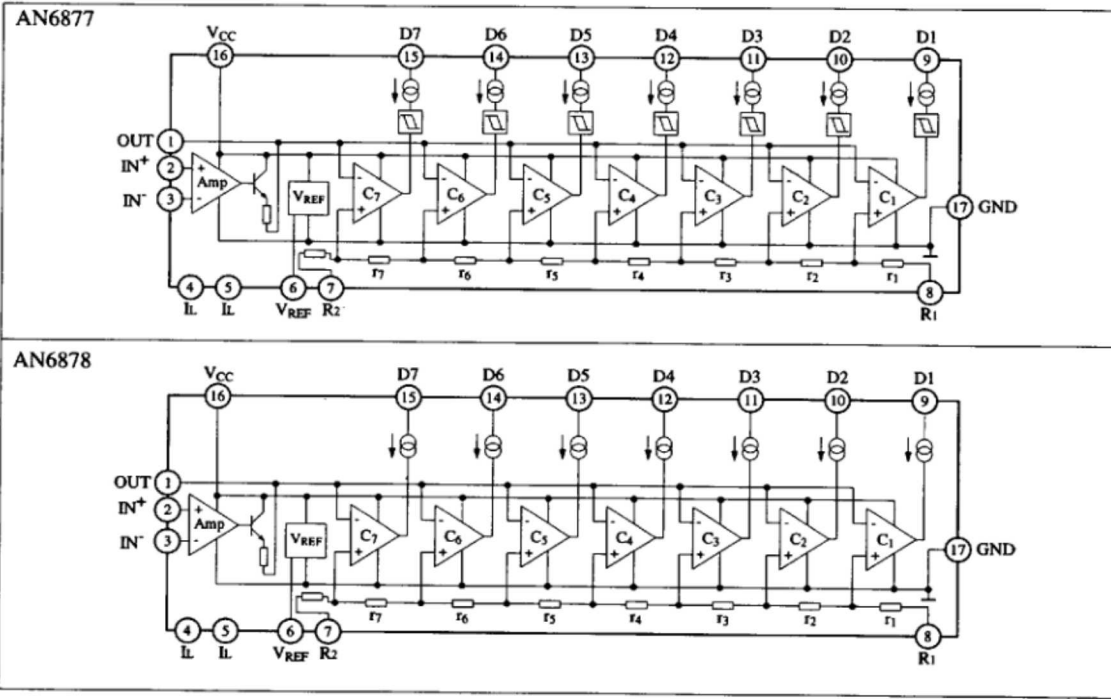 AN6877
VCC D7 D6 D5 D4 D3 D2 D1
16 15 14 13 12 11 10 9
OUT 1
IN+ 2
IN- 3
+ Amp -
VREF
- C7 + - C6 + - C5 + - C4 + - C3 + - C2 + - C1 +
17 GND
r7 r6 r5 r4 r3 r2 r1
4 5 6 7 8
IL IL VREF R2 R1
AN6878
VCC D7 D6 D5 D4 D3 D2 D1
16 15 14 13 12 11 10 9
OUT 1
IN+ 2
IN- 3
+ Amp -
VREF
- C7 + - C6 + - C5 + - C4 + - C3 + - C2 + - C1 +
17 GND
r7 r6 r5 r4 r3 r2 r1
4 5 6 7 8
IL IL VREF R2 R1